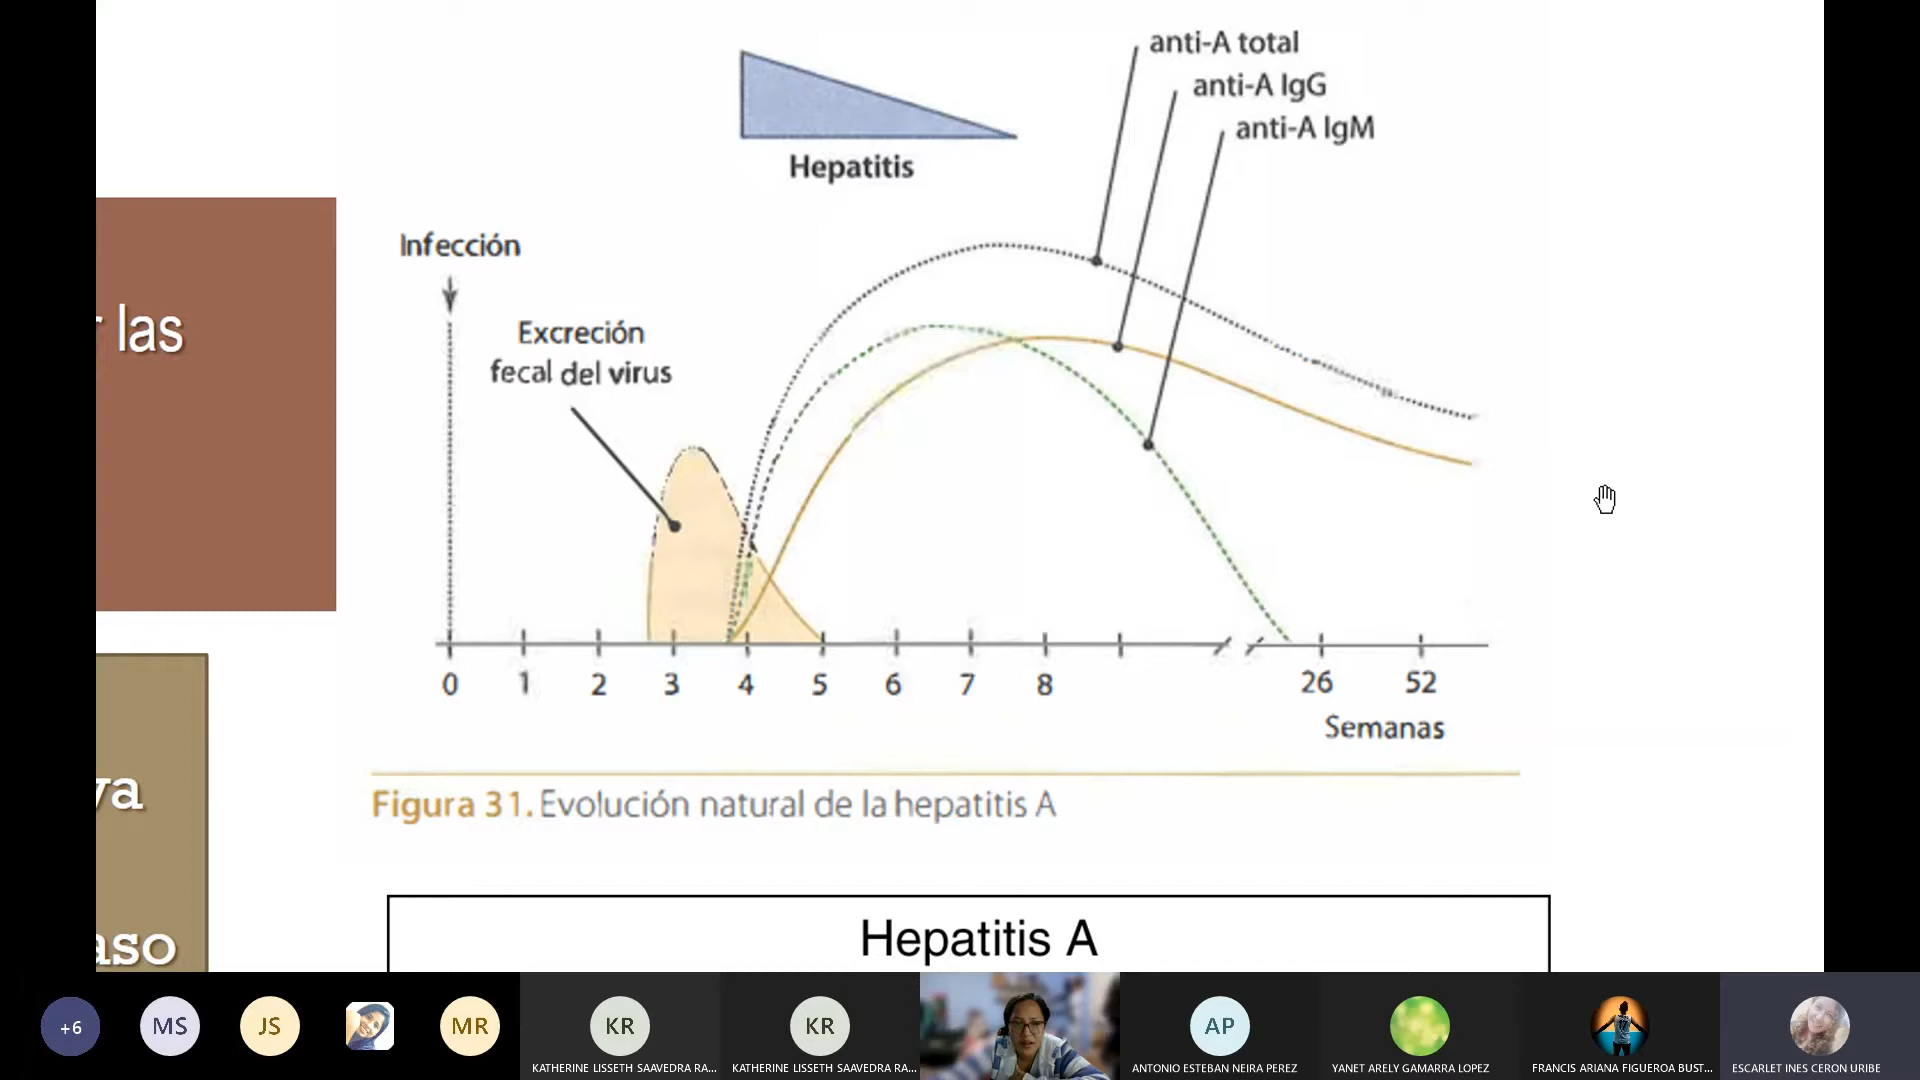 anti-A total
anti-A IgG
anti-A IgM
Hepatitis
Infección
Excreción
fecal del virus
las
0 1 2 3 4 5 6 7 8 26 52
Semanas
Figura 31. Evolución natural de la hepatitis A
va
aso
Hepatitis A
+6
MS
JS
MR
KR
KR
AP
KATHERINE LISSETH SAAVEDRA RA...
KATHERINE LISSETH SAAVEDRA RA...
ANTONIO ESTEBAN NEIRA PEREZ
YANET ARELY GAMARRA LOPEZ
FRANCIS ARIANA FIGUEROA BUST...
ESCARLET INES CERON URIBE